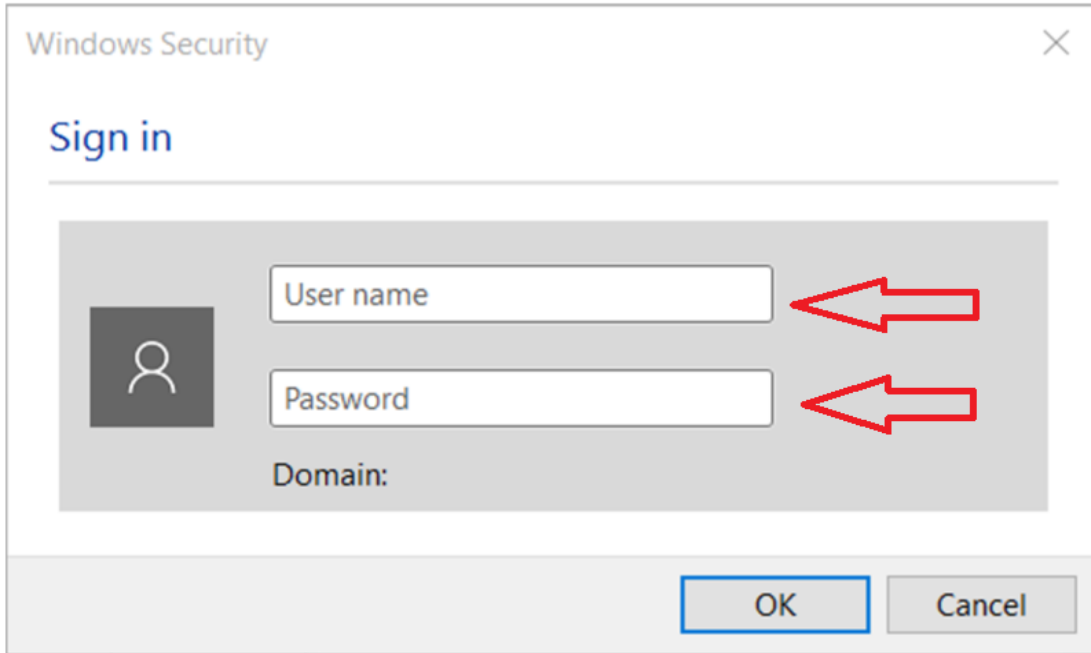 Windows Security
Sign in
User name
Password
Domain:
OK
Cancel